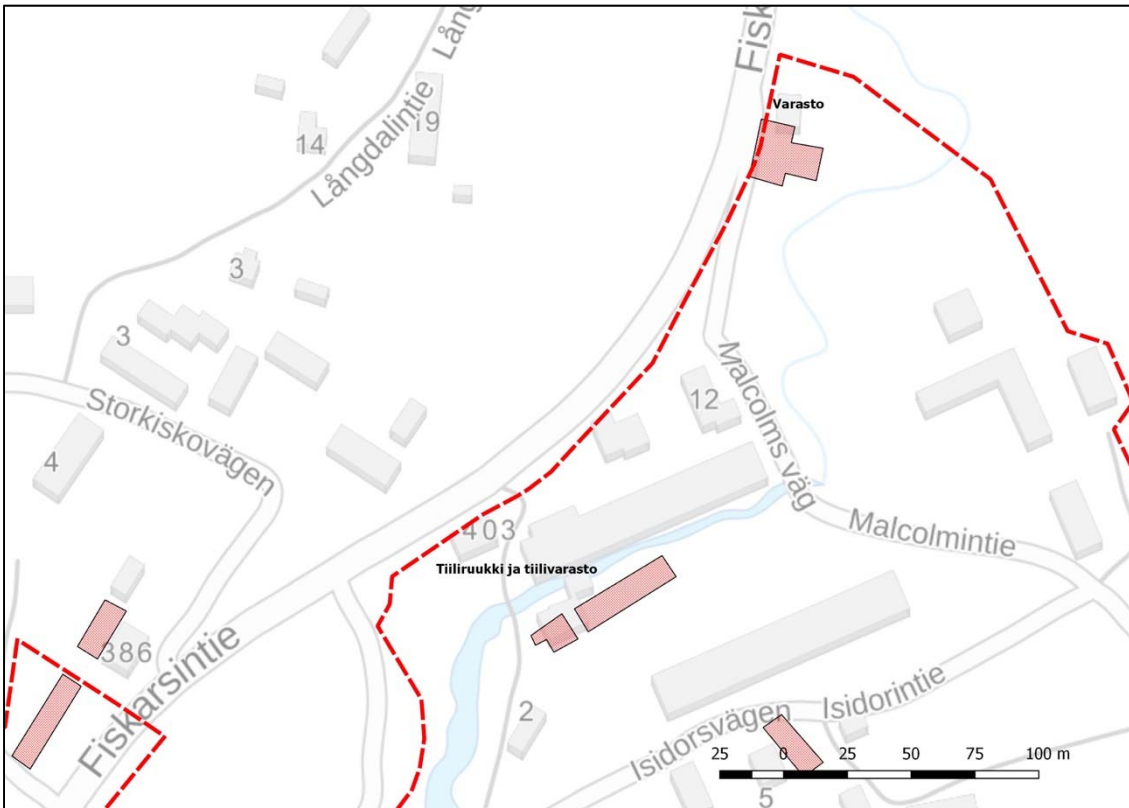 Lång
Fisk
Långdalintie
19
14
Varasto
3
3
Storkiskovägen
4
12
Malcolms väg
403
Malcolmintie
Tiiliruukki ja tiilivarasto
386
Fiskarsintie
2
Isidorsvägen
Isidorintie
25 0 25 50 75 100 m
5